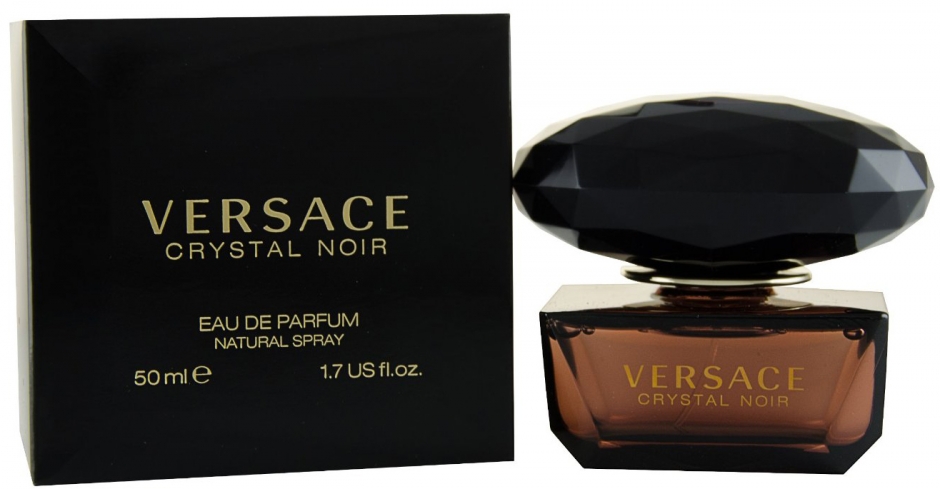 VERSACE
CRYSTAL NOIR
EAU DE PARFUM
NATURAL SPRAY
50 ml ℮ 1.7 US fl.oz.
VERSACE
CRYSTAL NOIR